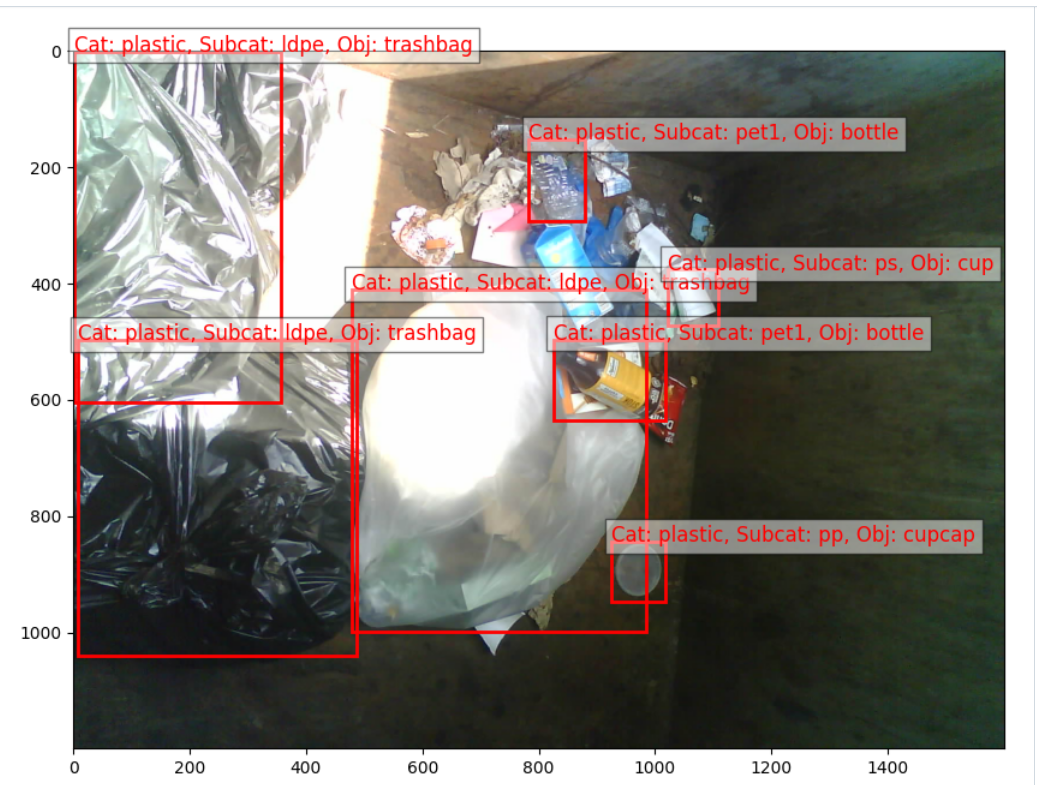 Cat: plastic, Subcat: ldpe, Obj: trashbag
Cat: plastic, Subcat: pet1, Obj: bottle
Cat: plastic, Subcat: ps, Obj: cup
Cat: plastic, Subcat: ldpe, Obj: trashbag
Cat: plastic, Subcat: ldpe, Obj: trashbag
Cat: plastic, Subcat: pet1, Obj: bottle
Cat: plastic, Subcat: pp, Obj: cupcap
0
200
400
600
800
1000
0 200 400 600 800 1000 1200 1400